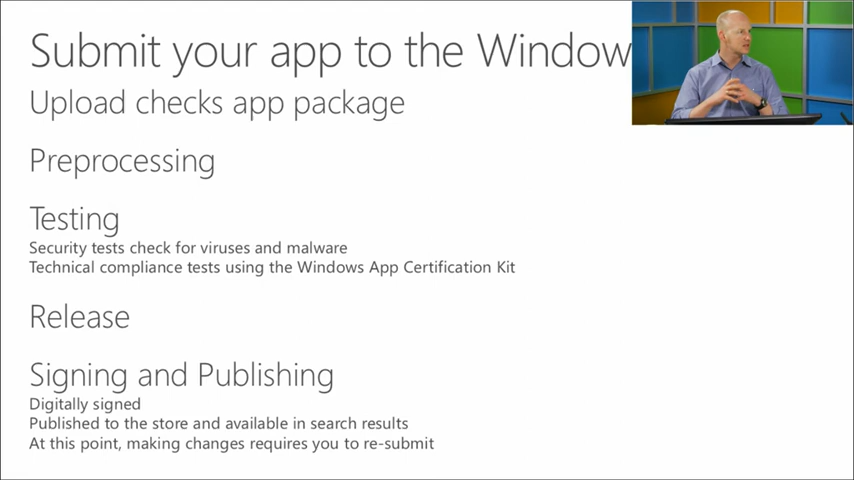 Submit your app to the Window
Upload checks app package
Preprocessing
Testing
Security tests check for viruses and malware
Technical compliance tests using the Windows App Certification Kit
Release
Signing and Publishing
Digitally signed
Published to the store and available in search results
At this point, making changes requires you to re-submit